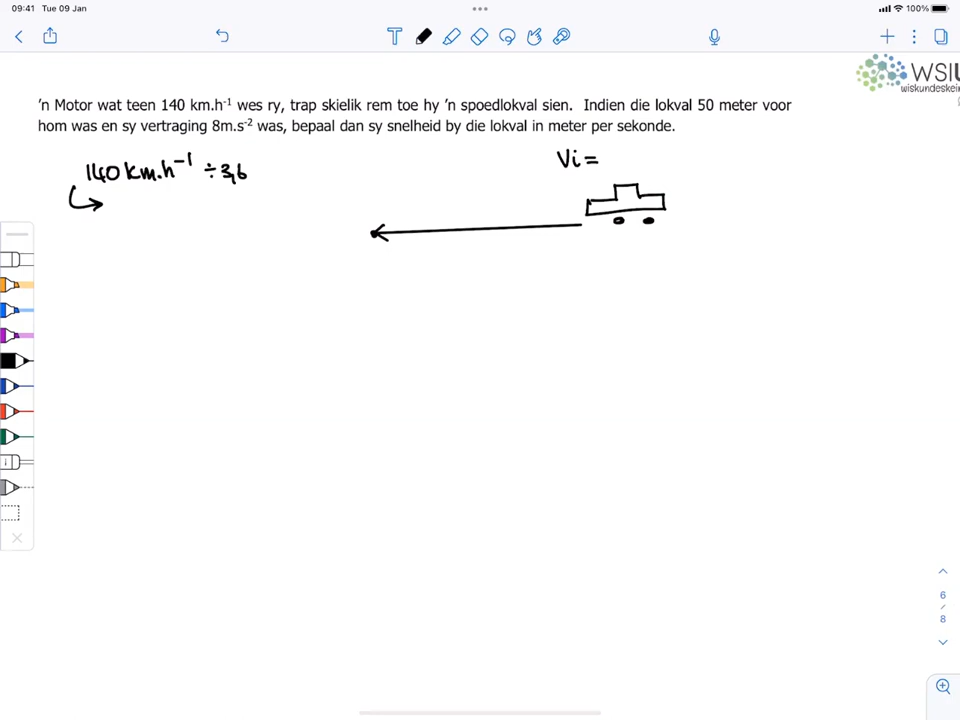 09:41 Tue 09 Jan
100%
WSI
wiskundeskei
'n Motor wat teen 140 km.h⁻¹ wes ry, trap skielik rem toe hy 'n spoedlokval sien. Indien die lokval 50 meter voor
hom was en sy vertraging 8m.s⁻² was, bepaal dan sy snelheid by die lokval in meter per sekonde.
140 km.h⁻¹ ÷3,6
Vi =
6
/
8